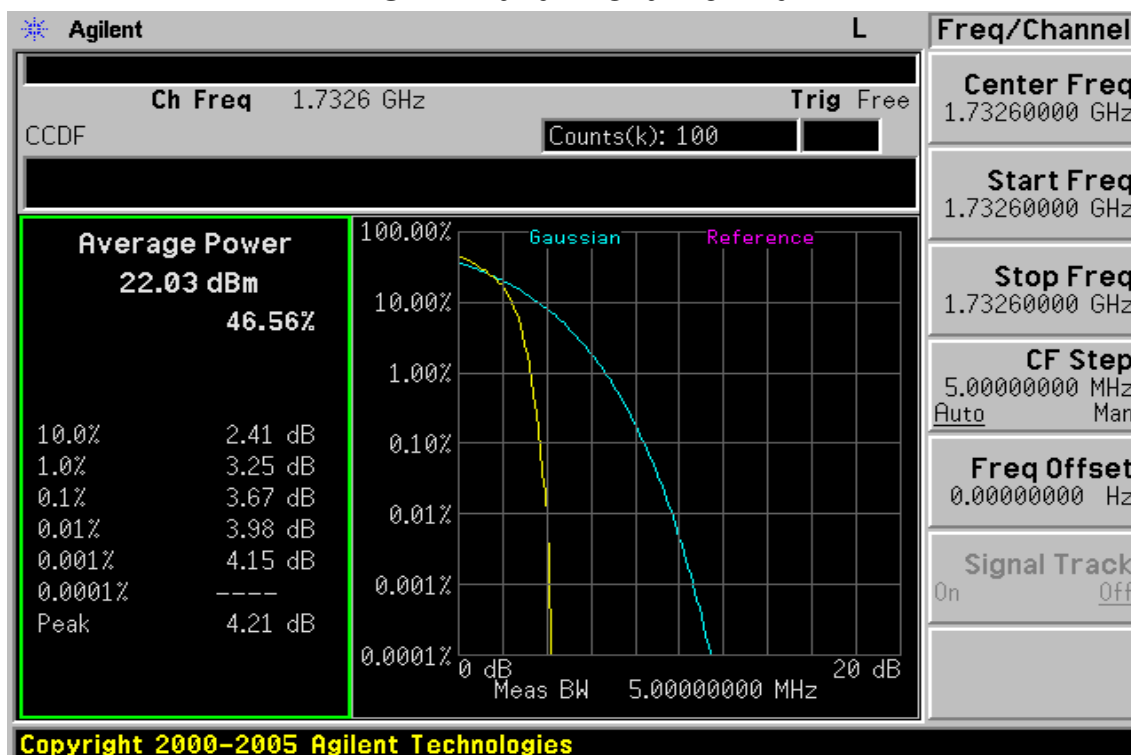 Agilent L Freq/Channel
Ch Freq 1.7326 GHz Trig Free
CCDF Counts(k): 100
Average Power
22.03 dBm
46.56%
10.0% 2.41 dB
1.0% 3.25 dB
0.1% 3.67 dB
0.01% 3.98 dB
0.001% 4.15 dB
0.0001% ----
Peak 4.21 dB
Gaussian Reference
100.00%
10.00%
1.00%
0.10%
0.01%
0.001%
0.0001%
0 dB 20 dB
Meas BW 5.00000000 MHz
Center Freq
1.73260000 GHz
Start Freq
1.73260000 GHz
Stop Freq
1.73260000 GHz
CF Step
5.00000000 MHz
Auto Man
Freq Offset
0.00000000 Hz
Signal Track
On Off
Copyright 2000-2005 Agilent Technologies